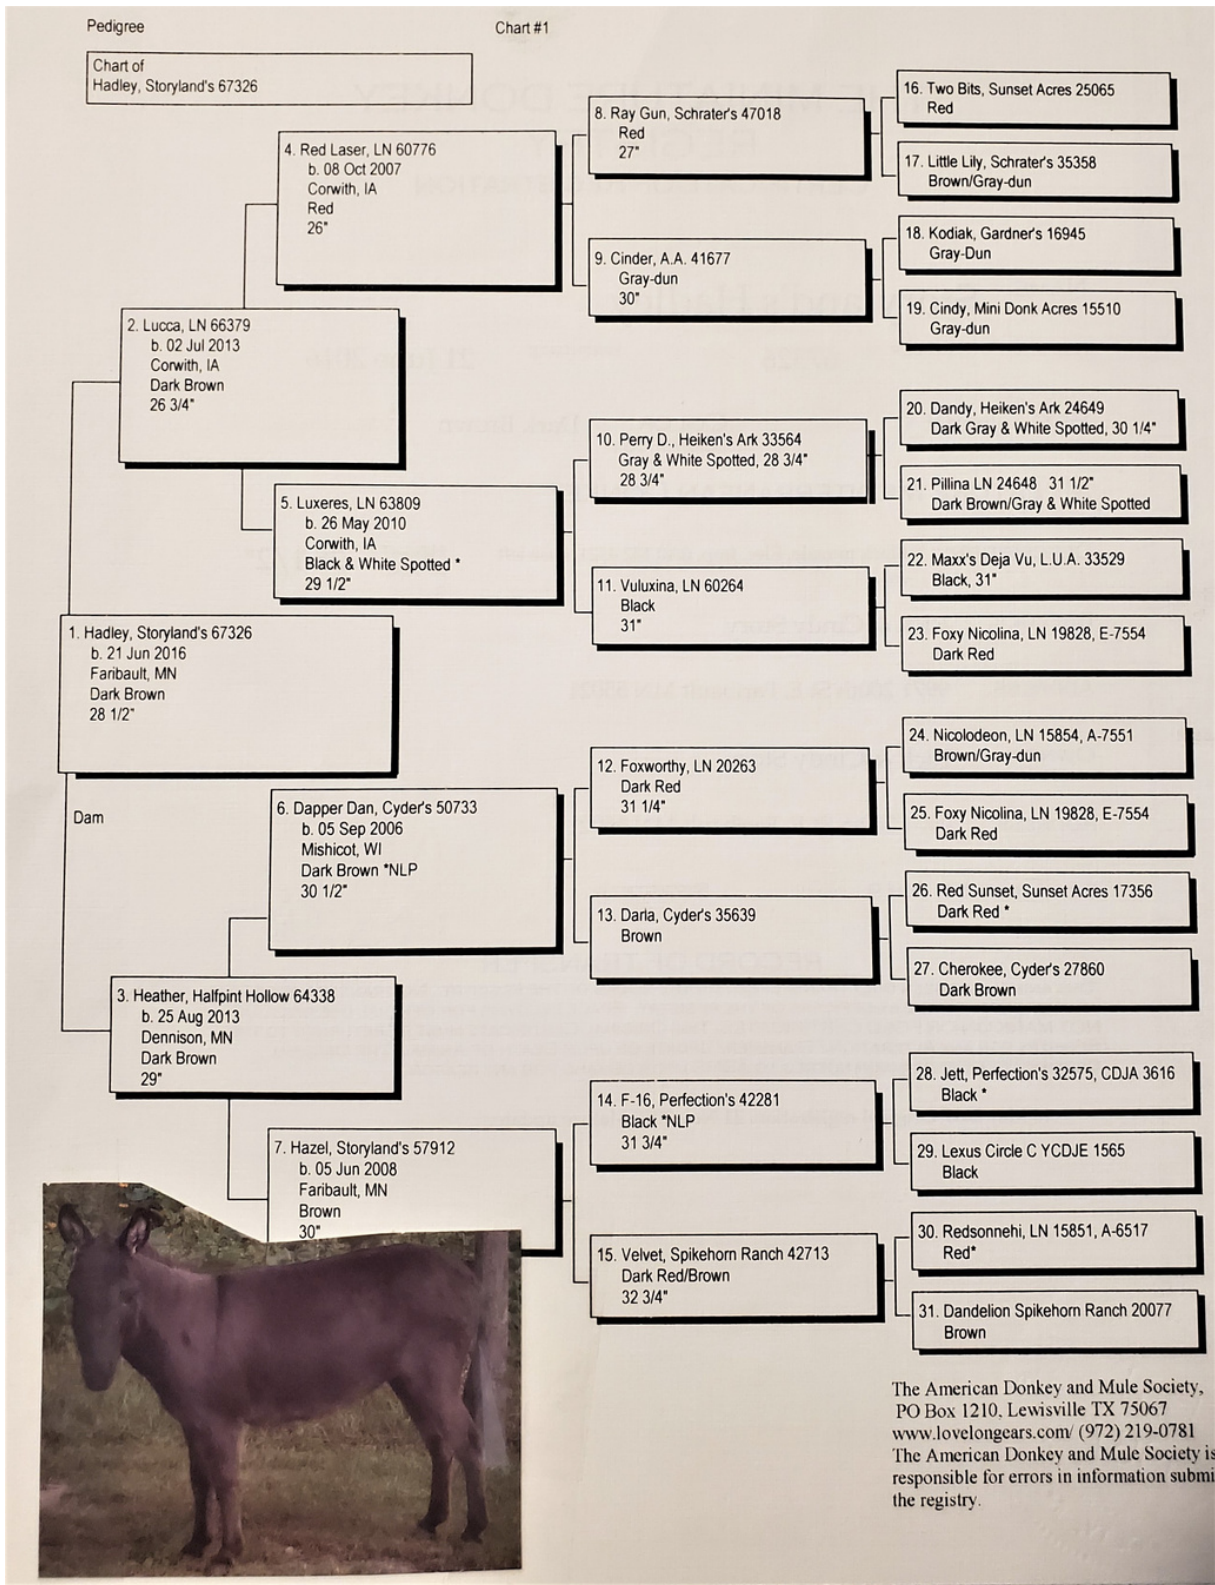 Pedigree
Chart #1
Chart of
Hadley, Storyland's 67326
4. Red Laser, LN 60776
b. 08 Oct 2007
Corwith, IA
Red
26"
2. Lucca, LN 66379
b. 02 Jul 2013
Corwith, IA
Dark Brown
26 3/4"
5. Luxeres, LN 63809
b. 26 May 2010
Corwith, IA
Black & White Spotted *
29 1/2"
1. Hadley, Storyland's 67326
b. 21 Jun 2016
Faribault, MN
Dark Brown
28 1/2"
Dam
6. Dapper Dan, Cyder's 50733
b. 05 Sep 2006
Mishicot, WI
Dark Brown *NLP
30 1/2"
3. Heather, Halfpint Hollow 64338
b. 25 Aug 2013
Dennison, MN
Dark Brown
29"
7. Hazel, Storyland's 57912
b. 05 Jun 2008
Faribault, MN
Brown
30"
8. Ray Gun, Schrater's 47018
Red
27"
9. Cinder, A.A. 41677
Gray-dun
30"
10. Perry D., Heiken's Ark 33564
Gray & White Spotted, 28 3/4"
28 3/4"
11. Vuluxina, LN 60264
Black
31"
12. Foxworthy, LN 20263
Dark Red
31 1/4"
13. Darla, Cyder's 35639
Brown
14. F-16, Perfection's 42281
Black *NLP
31 3/4"
15. Velvet, Spikehorn Ranch 42713
Dark Red/Brown
32 3/4"
16. Two Bits, Sunset Acres 25065
Red
17. Little Lily, Schrater's 35358
Brown/Gray-dun
18. Kodiak, Gardner's 16945
Gray-Dun
19. Cindy, Mini Donk Acres 15510
Gray-dun
20. Dandy, Heiken's Ark 24649
Dark Gray & White Spotted, 30 1/4"
21. Pillina LN 24648 31 1/2"
Dark Brown/Gray & White Spotted
22. Maxx's Deja Vu, L.U.A. 33529
Black, 31"
23. Foxy Nicolina, LN 19828, E-7554
Dark Red
24. Nicolodeon, LN 15854, A-7551
Brown/Gray-dun
25. Foxy Nicolina, LN 19828, E-7554
Dark Red
26. Red Sunset, Sunset Acres 17356
Dark Red *
27. Cherokee, Cyder's 27860
Dark Brown
28. Jett, Perfection's 32575, CDJA 3616
Black *
29. Lexus Circle C YCDJE 1565
Black
30. Redsonnehi, LN 15851, A-6517
Red*
31. Dandelion Spikehorn Ranch 20077
Brown
The American Donkey and Mule Society,
PO Box 1210, Lewisville TX 75067
www.lovelongears.com/ (972) 219-0781
The American Donkey and Mule Society is
responsible for errors in information submi
the registry.